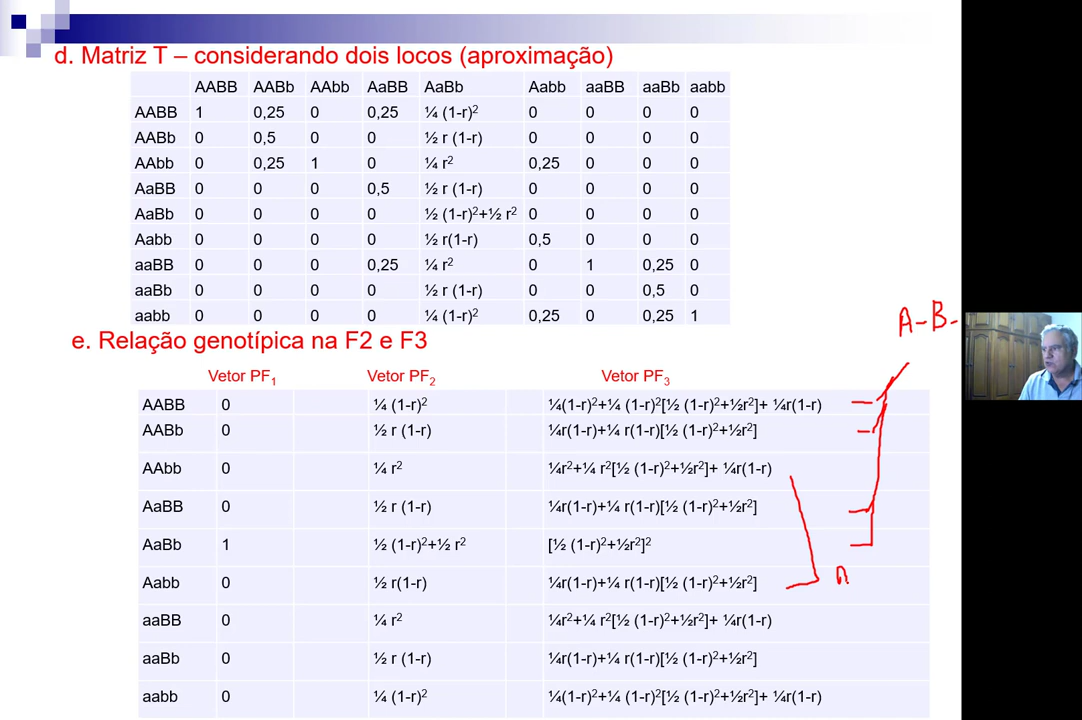 d. Matriz T – considerando dois locos (aproximação)
AABB AABb AAbb AaBB AaBb Aabb aaBB aaBb aabb
AABB 1 0,25 0 0,25 ¼ (1-r)² 0 0 0 0
AABb 0 0,5 0 0 ½ r (1-r) 0 0 0 0
AAbb 0 0,25 1 0 ¼ r² 0,25 0 0 0
AaBB 0 0 0 0,5 ½ r (1-r) 0 0 0 0
AaBb 0 0 0 0 ½ (1-r)²+½ r² 0 0 0 0
Aabb 0 0 0 0 ½ r(1-r) 0,5 0 0 0
aaBB 0 0 0 0,25 ¼ r² 0 1 0,25 0
aaBb 0 0 0 0 ½ r (1-r) 0 0 0,5 0
aabb 0 0 0 0 ¼ (1-r)² 0,25 0 0,25 1
A-B-
e. Relação genotípica na F2 e F3
Vetor PF₁ Vetor PF₂ Vetor PF₃
AABB 0 ¼ (1-r)² ¼(1-r)²+¼ (1-r)²[½ (1-r)²+½r²]+ ¼r(1-r)
AABb 0 ½ r (1-r) ¼r(1-r)+¼ r(1-r)[½ (1-r)²+½r²]
AAbb 0 ¼ r² ¼r²+¼ r²[½ (1-r)²+½r²]+ ¼r(1-r)
AaBB 0 ½ r (1-r) ¼r(1-r)+¼ r(1-r)[½ (1-r)²+½r²]
AaBb 1 ½ (1-r)²+½ r² [½ (1-r)²+½r²]²
Aabb 0 ½ r(1-r) ¼r(1-r)+¼ r(1-r)[½ (1-r)²+½r²]
aaBB 0 ¼ r² ¼r²+¼ r²[½ (1-r)²+½r²]+ ¼r(1-r)
aaBb 0 ½ r (1-r) ¼r(1-r)+¼ r(1-r)[½ (1-r)²+½r²]
aabb 0 ¼ (1-r)² ¼(1-r)²+¼ (1-r)²[½ (1-r)²+½r²]+ ¼r(1-r)